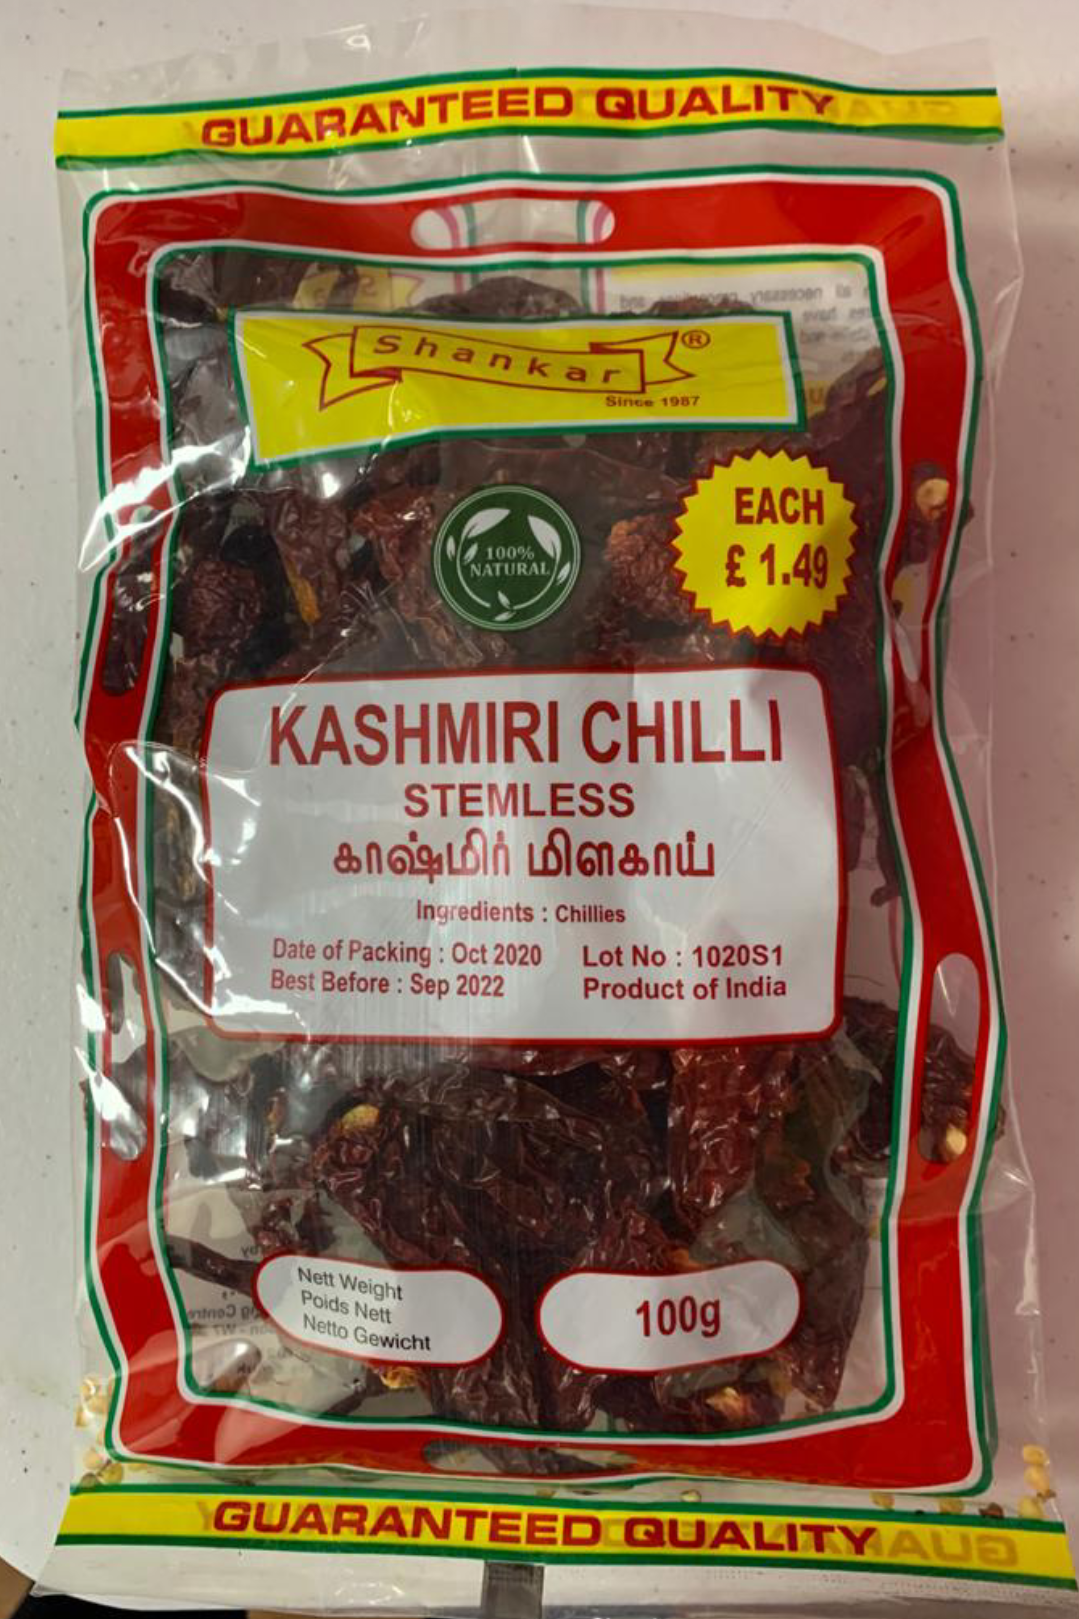 GUARANTEED QUALITY
Shankar®
Since 1987
EACH
£ 1.49
100%
NATURAL
KASHMIRI CHILLI
STEMLESS
காஷ்மிர் மிளகாய்
Ingredients : Chillies
Date of Packing : Oct 2020
Lot No : 1020S1
Best Before : Sep 2022
Product of India
Nett Weight
Poids Nett
Netto Gewicht
100g
GUARANTEED QUALITY